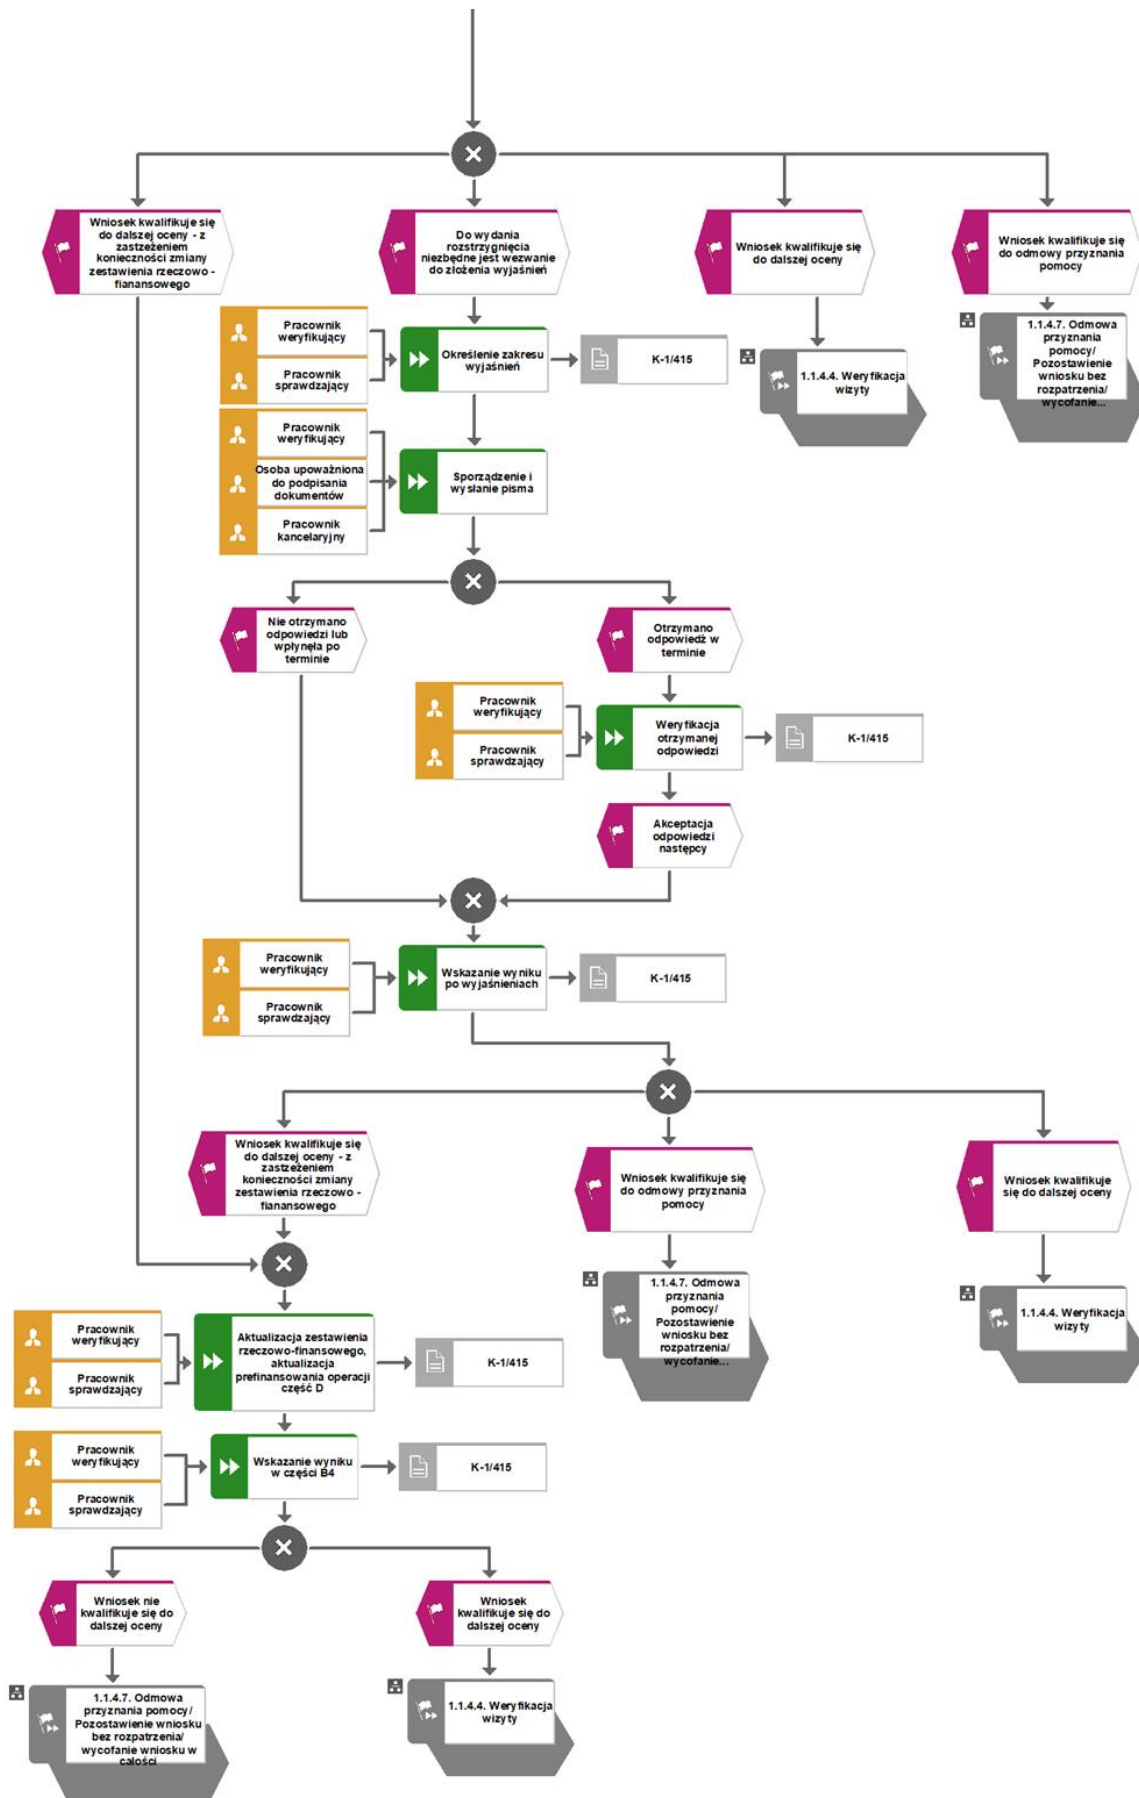 Wniosek kwalifikuje się
do dalszej oceny - z
zastzeżeniem
konieczności zmiany
zestawienia rzeczowo -
fianansowego
Do wydania
rozstrzygnięcia
niezbędne jest wezwanie
do złożenia wyjaśnień
Wniosek kwalifikuje się
do dalszej oceny
Wniosek kwalifikuje się
do odmowy przyznania
pomocy
Pracownik
weryfikujący
Pracownik
sprawdzający
Określenie zakresu
wyjaśnień
K-1/415
1.1.4.4. Weryfikacja
wizyty
1.1.4.7. Odmowa
przyznania
pomocy/
Pozostawienie
wniosku bez
rozpatrzenia/
wycofanie...
Pracownik
weryfikujący
Osoba upoważniona
do podpisania
dokumentów
Pracownik
kancelaryjny
Sporządzenie i
wysłanie pisma
Nie otrzymano
odpowiedzi lub
wpłynęła po
terminie
Otrzymano
odpowiedź w
terminie
Pracownik
weryfikujący
Pracownik
sprawdzający
Weryfikacja
otrzymanej
odpowiedzi
K-1/415
Akceptacja
odpowiedzi
następcy
Pracownik
weryfikujący
Pracownik
sprawdzający
Wskazanie wyniku
po wyjaśnieniach
K-1/415
Wniosek kwalifikuje się
do dalszej oceny - z
zastzeżeniem
konieczności zmiany
zestawienia rzeczowo -
fianansowego
Wniosek kwalifikuje się
do odmowy przyznania
pomocy
Wniosek kwalifikuje
się do dalszej oceny
1.1.4.7. Odmowa
przyznania
pomocy/
Pozostawienie
wniosku bez
rozpatrzenia/
wycofanie...
1.1.4.4. Weryfikacja
wizyty
Pracownik
weryfikujący
Pracownik
sprawdzający
Aktualizacja zestawienia
rzeczowo-finansowego,
aktualizacja
prefinansowania operacji
część D
K-1/415
Pracownik
weryfikujący
Pracownik
sprawdzający
Wskazanie wyniku
w części B4
K-1/415
Wniosek nie
kwalifikuje się do
dalszej oceny
Wniosek
kwalifikuje się do
dalszej oceny
1.1.4.7. Odmowa
przyznania pomocy/
Pozostawienie wniosku
bez rozpatrzenia/
wycofanie wniosku w
całości
1.1.4.4. Weryfikacja
wizyty